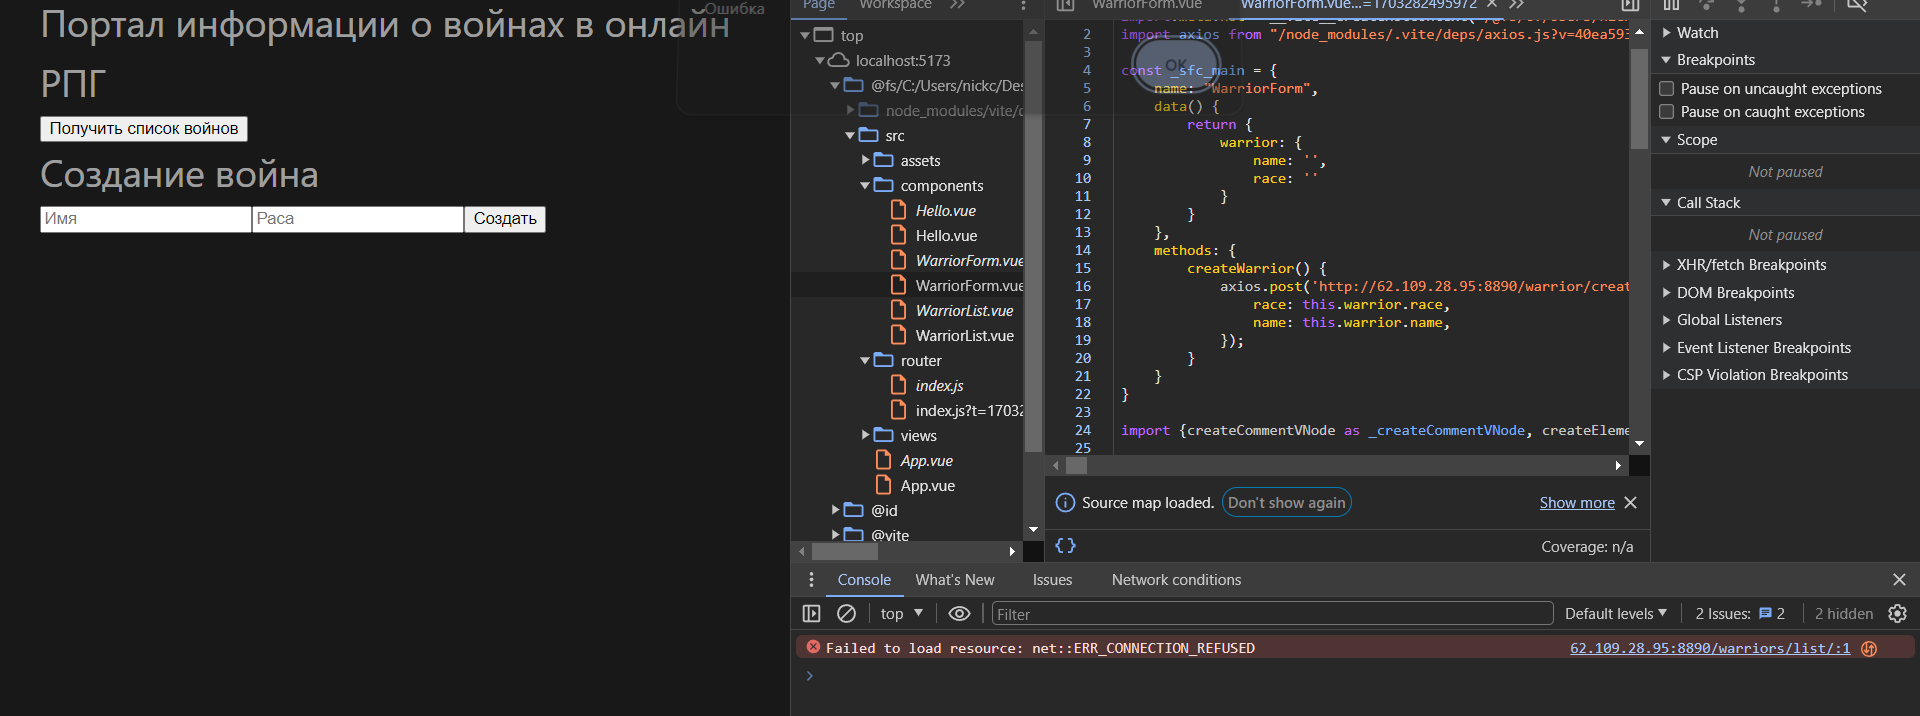 Портал информации о войнах в онлайн
РПГ
Получить список войнов
Создание война
Имя
Раса
Создать
Ошибка
OK
Page
Workspace
top
localhost:5173
@fs/C:/Users/nickc/Des
node_modules/vite/c
src
assets
components
Hello.vue
Hello.vue
WarriorForm.vue
WarriorForm.vue
WarriorList.vue
WarriorList.vue
router
index.js
index.js?t=17032
views
App.vue
App.vue
@id
@vite
WarriorForm.vue
WarriorForm.vue...=1703282495972
2 import axios from "/node_modules/.vite/deps/axios.js?v=40ea593
3
4 const _sfc_main = {
5 name: "WarriorForm",
6 data() {
7 return {
8 warrior: {
9 name: '',
10 race: ''
11 }
12 }
13 },
14 methods: {
15 createWarrior() {
16 axios.post('http://62.109.28.95:8890/warrior/creat
17 race: this.warrior.race,
18 name: this.warrior.name,
19 });
20 }
21 }
22 }
23
24 import {createCommentVNode as _createCommentVNode, createEleme
25
Source map loaded.
Don't show again
Show more
{}
Coverage: n/a
Watch
Breakpoints
Pause on uncaught exceptions
Pause on caught exceptions
Scope
Not paused
Call Stack
Not paused
XHR/fetch Breakpoints
DOM Breakpoints
Global Listeners
Event Listener Breakpoints
CSP Violation Breakpoints
Console
What's New
Issues
Network conditions
top
Filter
Default levels
2 Issues:
2
2 hidden
Failed to load resource: net::ERR_CONNECTION_REFUSED
62.109.28.95:8890/warriors/list/:1